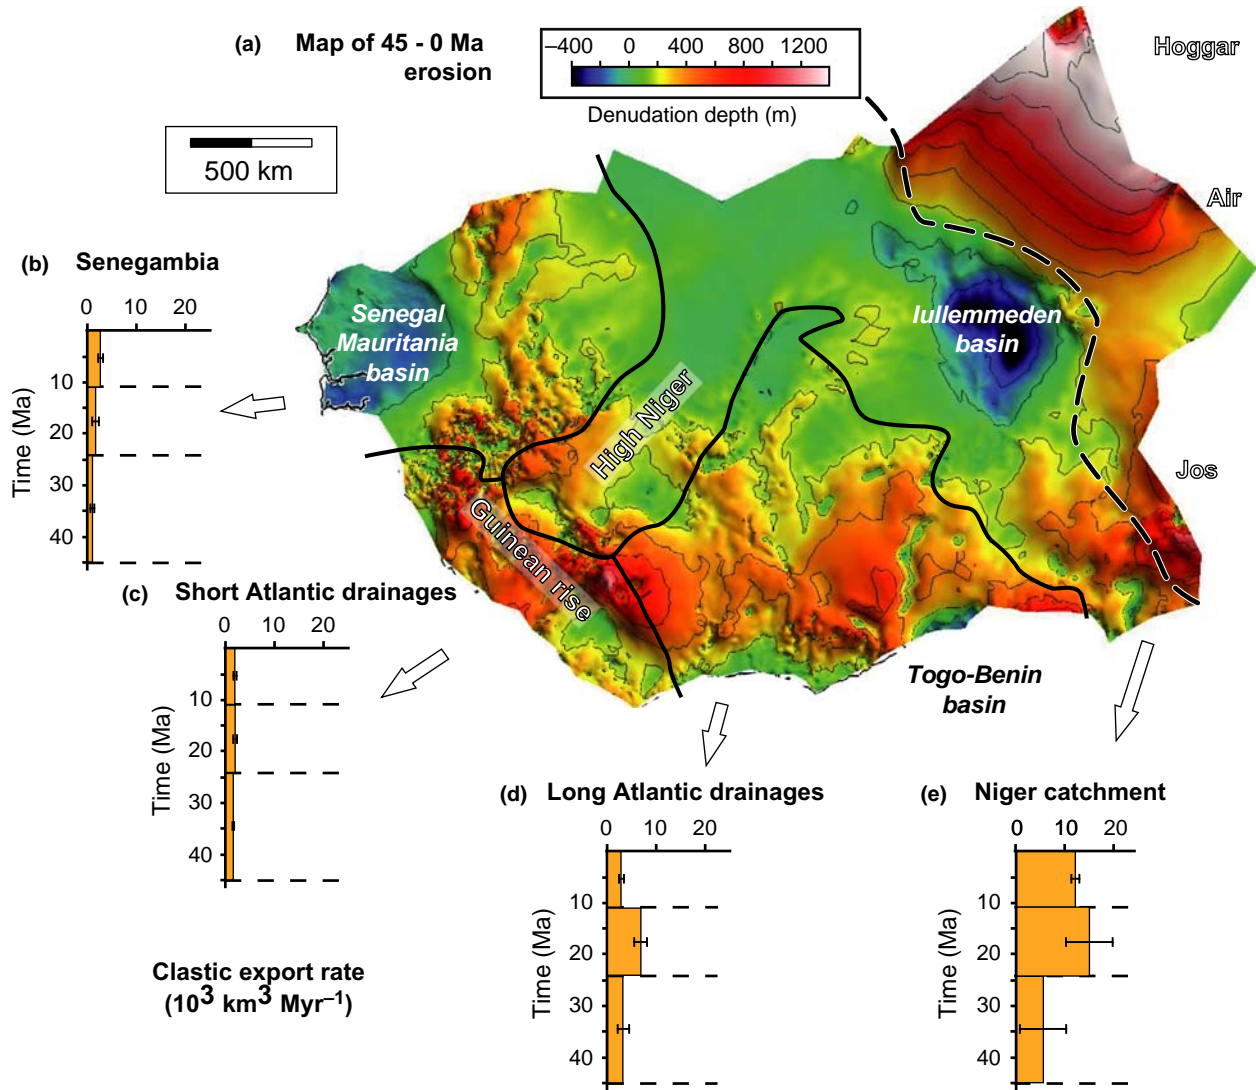 (a) Map of 45 - 0 Ma
erosion
–400 0 400 800 1200
Denudation depth (m)
500 km
Hoggar
Air
Jos
Senegal
Mauritania
basin
Iullemmeden
basin
High Niger
Guinean rise
Togo-Benin
basin
(b) Senegambia
0 10 20
10
20
30
40
Time (Ma)
(c) Short Atlantic drainages
0 10 20
10
20
30
40
Time (Ma)
(d) Long Atlantic drainages
0 10 20
10
20
30
40
Time (Ma)
(e) Niger catchment
0 10 20
10
20
30
40
Time (Ma)
Clastic export rate
(10³ km³ Myr⁻¹)